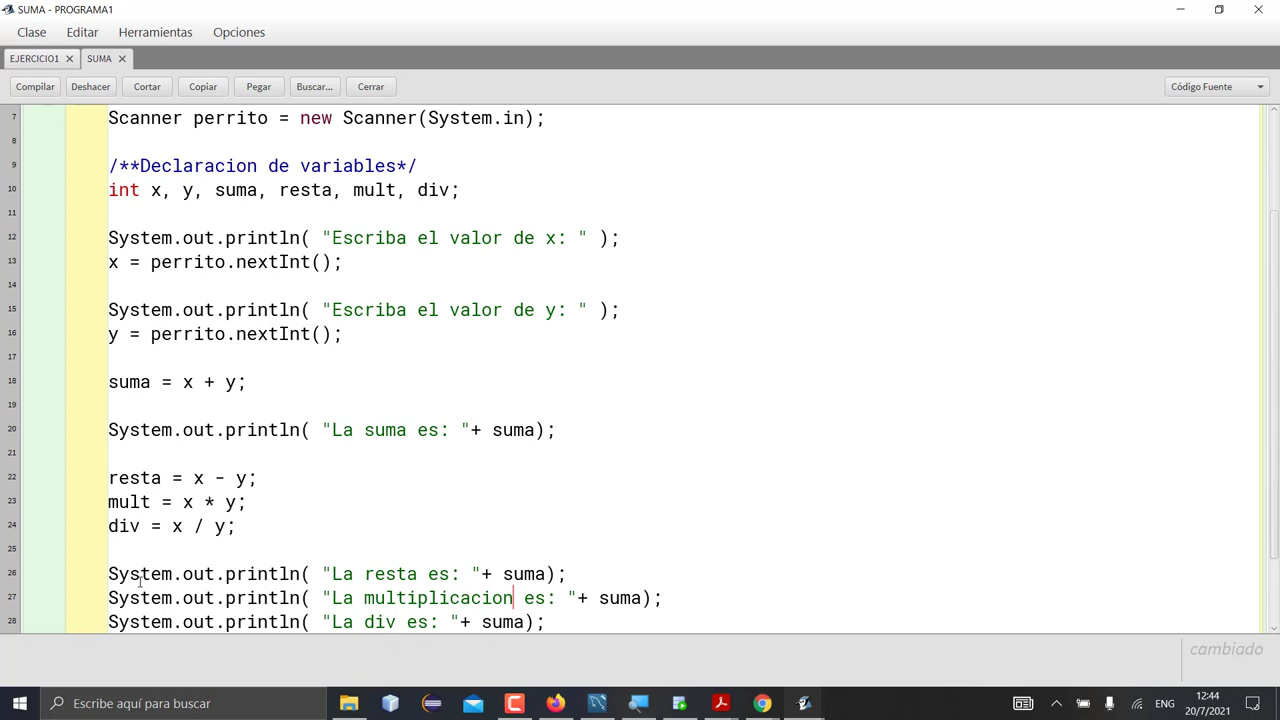 SUMA - PROGRAMA1
Clase Editar Herramientas Opciones
EJERCICIO1 SUMA
Compilar Deshacer Cortar Copiar Pegar Buscar... Cerrar Código Fuente
7 Scanner perrito = new Scanner(System.in);
8
9 /**Declaracion de variables*/
10 int x, y, suma, resta, mult, div;
11
12 System.out.println( "Escriba el valor de x: " );
13 x = perrito.nextInt();
14
15 System.out.println( "Escriba el valor de y: " );
16 y = perrito.nextInt();
17
18 suma = x + y;
19
20 System.out.println( "La suma es: "+ suma);
21
22 resta = x - y;
23 mult = x * y;
24 div = x / y;
25
26 System.out.println( "La resta es: "+ suma);
27 System.out.println( "La multiplicacion es: "+ suma);
28 System.out.println( "La div es: "+ suma);
cambiado
Escribe aquí para buscar ENG 12:44
20/7/2021